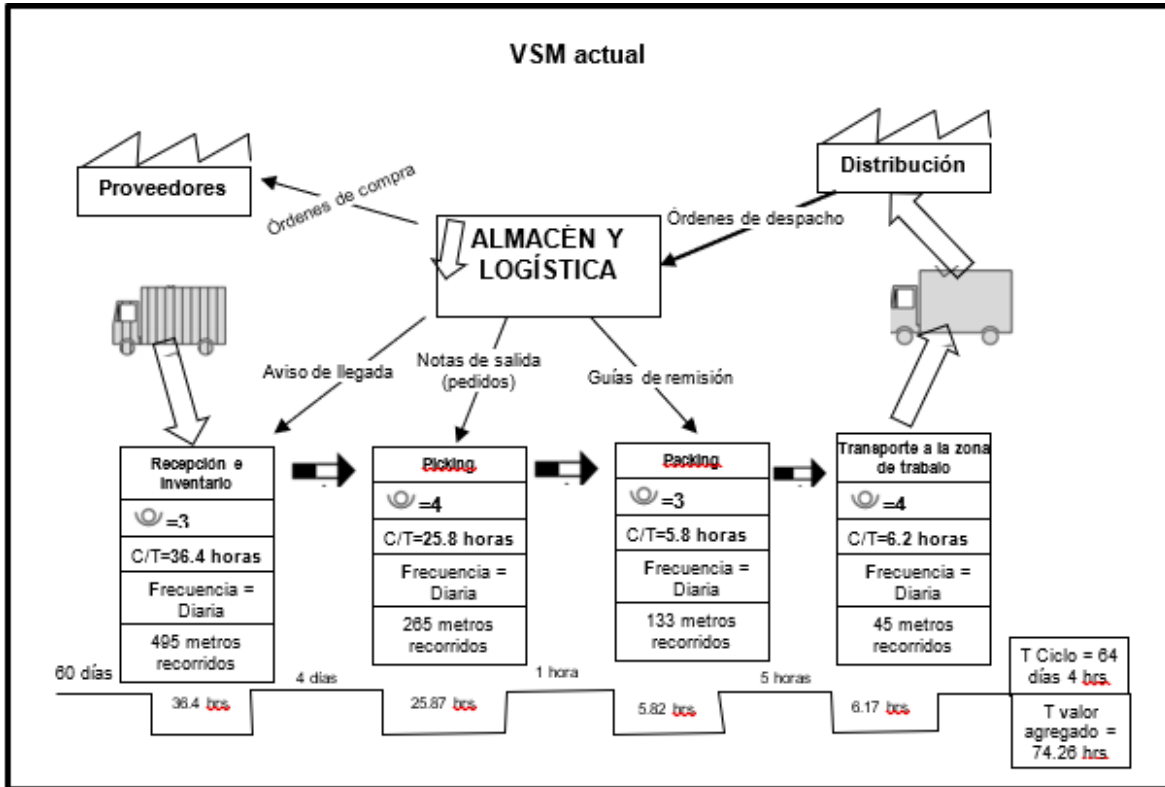 VSM actual
Proveedores
Órdenes de compra
ALMACÉN Y
LOGÍSTICA
Órdenes de despacho
Distribución
Aviso de llegada
Notas de salida
(pedidos)
Guías de remisión
Recepción e
Inventario
=3
C/T=36.4 horas
Frecuencia =
Diaria
495 metros
recorridos
Picking
=4
C/T=25.8 horas
Frecuencia =
Diaria
265 metros
recorridos
Packing
=3
C/T=5.8 horas
Frecuencia =
Diaria
133 metros
recorridos
Transporte a la zona
de trabajo
=4
C/T=6.2 horas
Frecuencia =
Diaria
45 metros
recorridos
60 días
36.4 hrs
4 días
25.87 hrs
1 hora
5.82 hrs
5 horas
6.17 hrs
T Ciclo = 64
días 4 hrs
T valor
agregado =
74.26 hrs